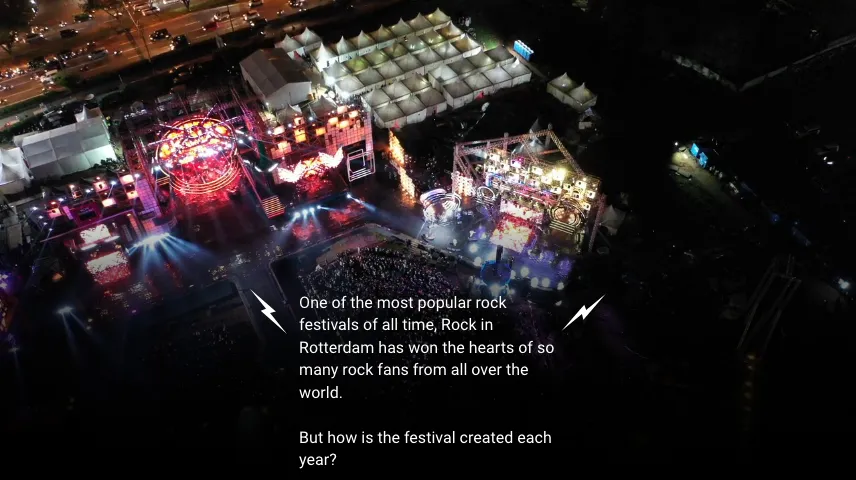 One of the most popular rock
festivals of all time, Rock in
Rotterdam has won the hearts of so
many rock fans from all over the
world.
But how is the festival created each
year?